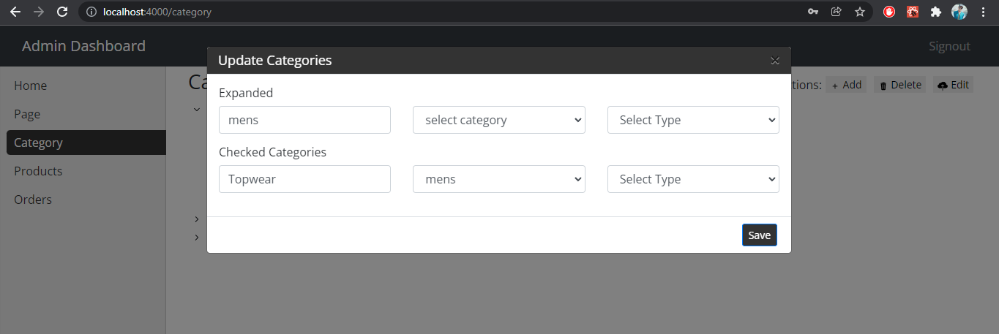 localhost:4000/category
Admin Dashboard
Signout
Update Categories
×
Home
Page
Category
Products
Orders
Ca
tions:
+ Add
Delete
Edit
Expanded
mens
select category
Select Type
Checked Categories
Topwear
mens
Select Type
Save